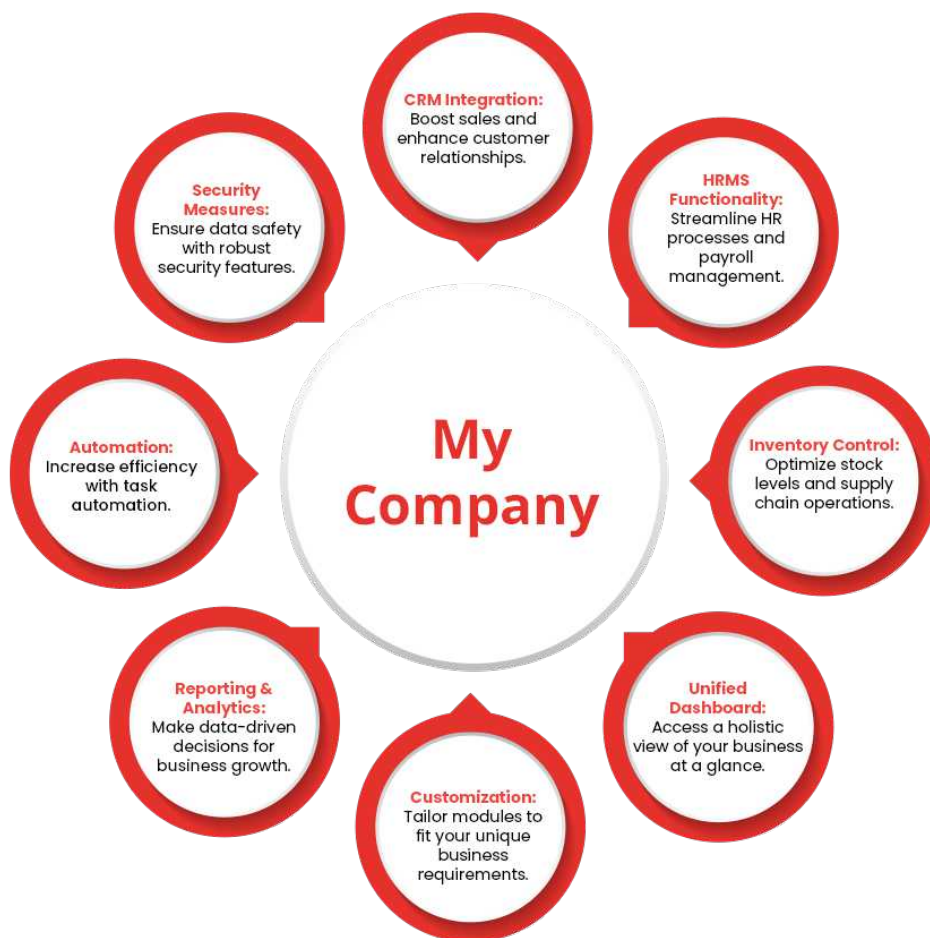 CRM Integration:
Boost sales and
enhance customer
relationships.
HRMS
Functionality:
Streamline HR
processes and
payroll
management.
Inventory Control:
Optimize stock
levels and supply
chain operations.
Unified
Dashboard:
Access a holistic
view of your business
at a glance.
Customization:
Tailor modules to
fit your unique
business
requirements.
Reporting &
Analytics:
Make data-driven
decisions for
business growth.
Automation:
Increase efficiency
with task
automation.
Security
Measures:
Ensure data safety
with robust
security features.
My
Company